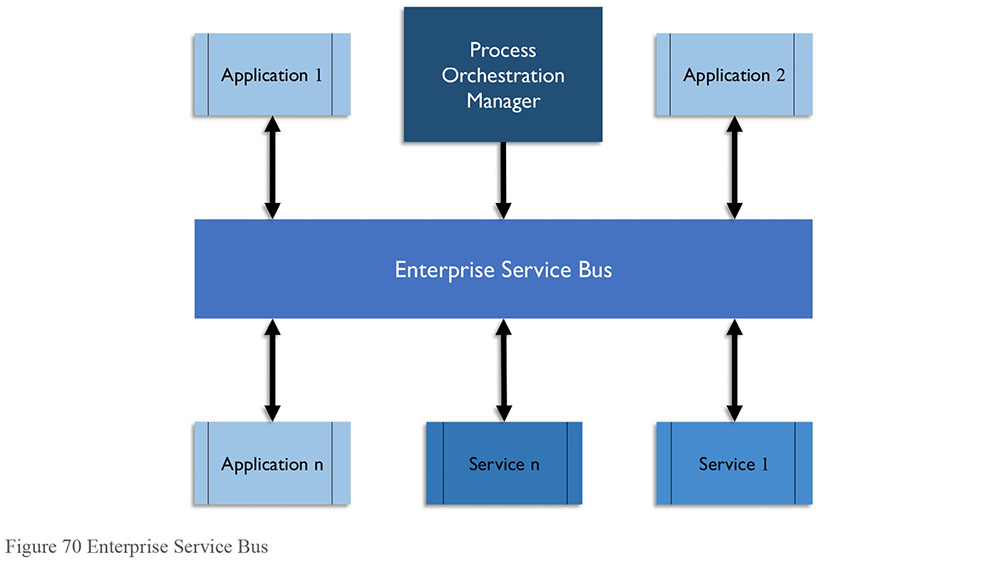 Application 1
Process
Orchestration
Manager
Application 2
Enterprise Service Bus
Application n
Service n
Service 1
Figure 70 Enterprise Service Bus